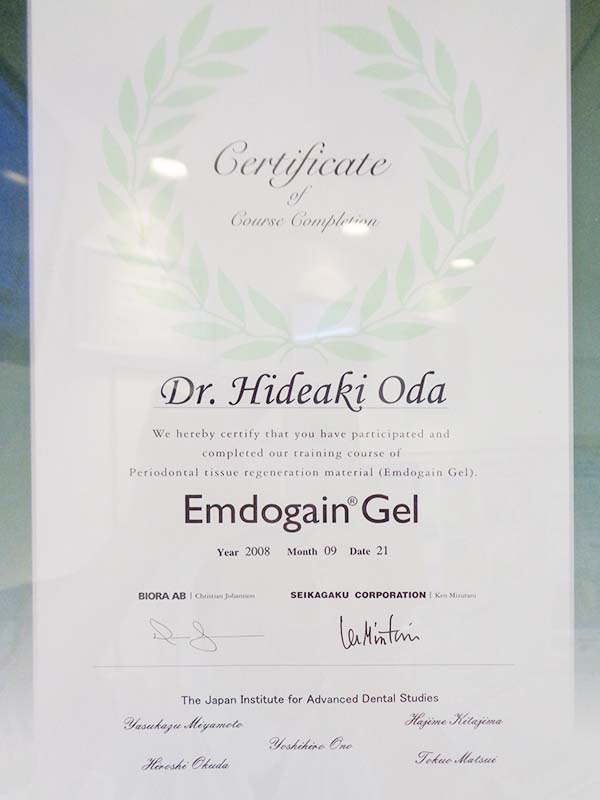 Certificate
of
Course Completion
Dr. Hideaki Oda
We hereby certify that you have participated and
completed our training course of
Periodontal tissue regeneration material (Emdogain Gel).
Emdogain® Gel
Year 2008 Month 09 Date 21
BIORA AB | Christian Johansson SEIKAGAKU CORPORATION | Ken Mizutani
The Japan Institute for Advanced Dental Studies
Yasukazu Miyamoto Hajime Kitajima
Yoshihiro Ono
Hiroshi Okuda Tokuo Matsui